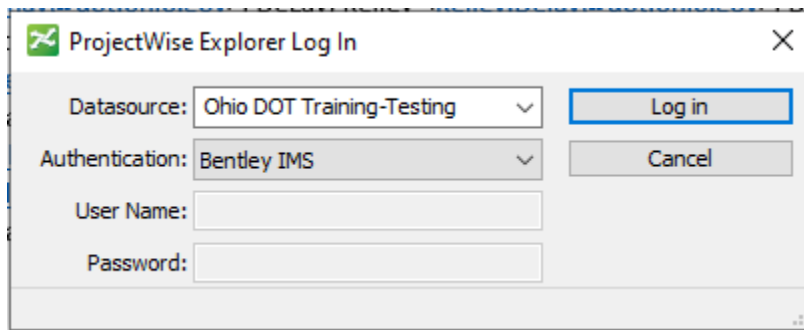 ProjectWise Explorer Log In
Datasource: Ohio DOT Training-Testing Log in
Authentication: Bentley IMS Cancel
User Name:
Password: